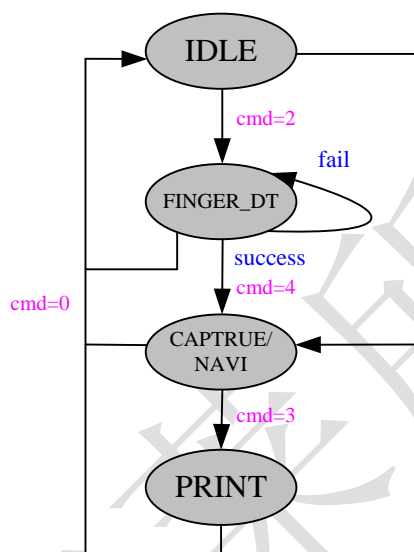 IDLE
cmd=2
fail
FINGER_DT
success
cmd=4
cmd=0
CAPTRUE/
NAVI
cmd=3
PRINT